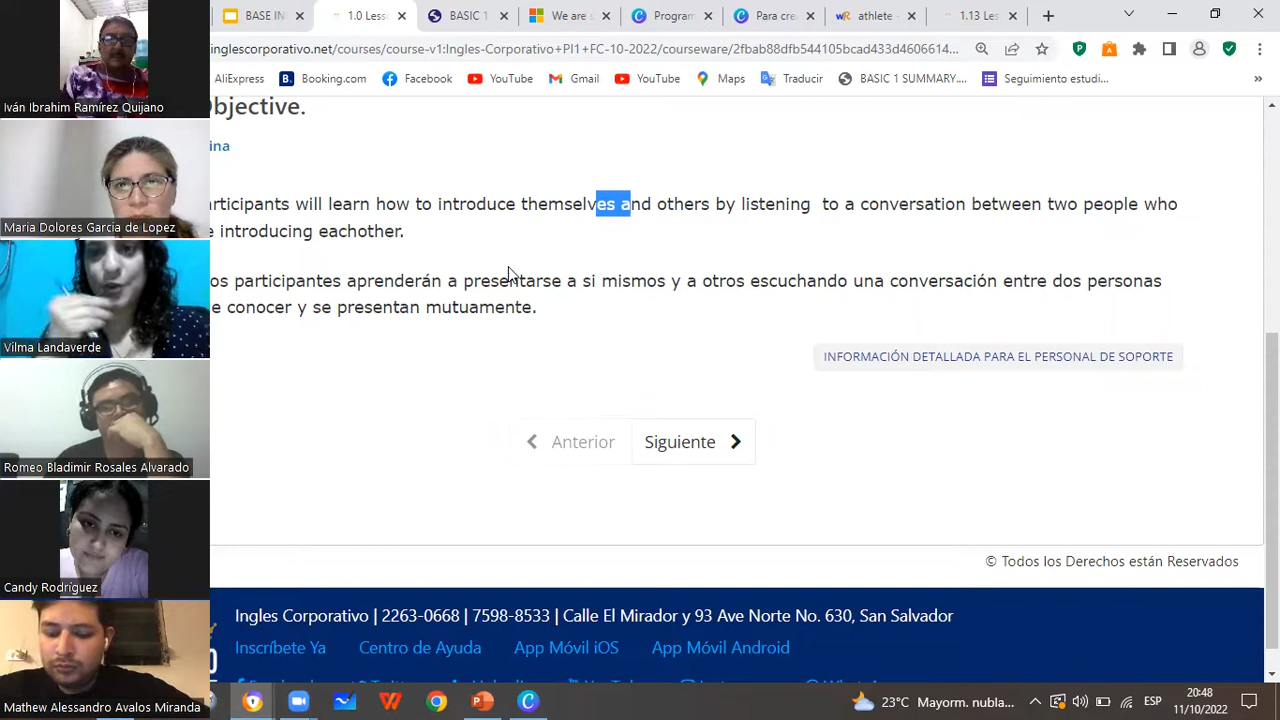 BASE IN
1.0 Less
BASIC 1
We are s
Program
Para cre
athlete
1.13 Les
inglescorporativo.net/courses/course-v1:Ingles-Corporativo+PI1+FC-10-2022/courseware/2fbab88dfb544105bcad433d4606614...
AliExpress Booking.com Facebook YouTube Gmail YouTube Maps Traducir BASIC 1 SUMMARY.... Seguimiento estudi... »
Objective.
ina
articipants will learn how to introduce themselves and others by listening to a conversation between two people who
e introducing eachother.
os participantes aprenderán a presentarse a si mismos y a otros escuchando una conversación entre dos personas
e conocer y se presentan mutuamente.
INFORMACIÓN DETALLADA PARA EL PERSONAL DE SOPORTE
Anterior
Siguiente
© Todos los Derechos están Reservados
Ingles Corporativo | 2263-0668 | 7598-8533 | Calle El Mirador y 93 Ave Norte No. 630, San Salvador
Inscríbete Ya Centro de Ayuda App Móvil iOS App Móvil Android
23°C Mayorm. nubla...
ESP
20:48
11/10/2022
Iván Ibrahim Ramírez Quijano
Maria Dolores Garcia de Lopez
Vilma Landaverde
Romeo Bladimir Rosales Alvarado
Candy Rodriguez
Mathew Alessandro Avalos Miranda